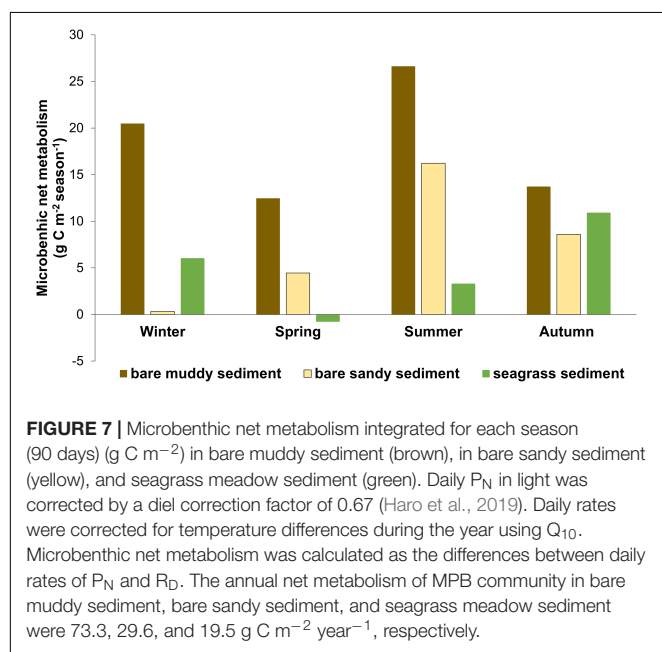 30
25
20
15
10
5
0
-5
Microbenhic net metabolism
(g C m⁻² season⁻¹)
Winter Spring Summer Autumn
bare muddy sediment bare sandy sediment seagrass sediment
FIGURE 7 | Microbenthic net metabolism integrated for each season
(90 days) (g C m⁻²) in bare muddy sediment (brown), in bare sandy sediment
(yellow), and seagrass meadow sediment (green). Daily P_N in light was
corrected by a diel correction factor of 0.67 (Haro et al., 2019). Daily rates
were corrected for temperature differences during the year using Q₁₀.
Microbenthic net metabolism was calculated as the differences between daily
rates of P_N and R_D. The annual net metabolism of MPB community in bare
muddy sediment, bare sandy sediment, and seagrass meadow sediment
were 73.3, 29.6, and 19.5 g C m⁻² year⁻¹, respectively.